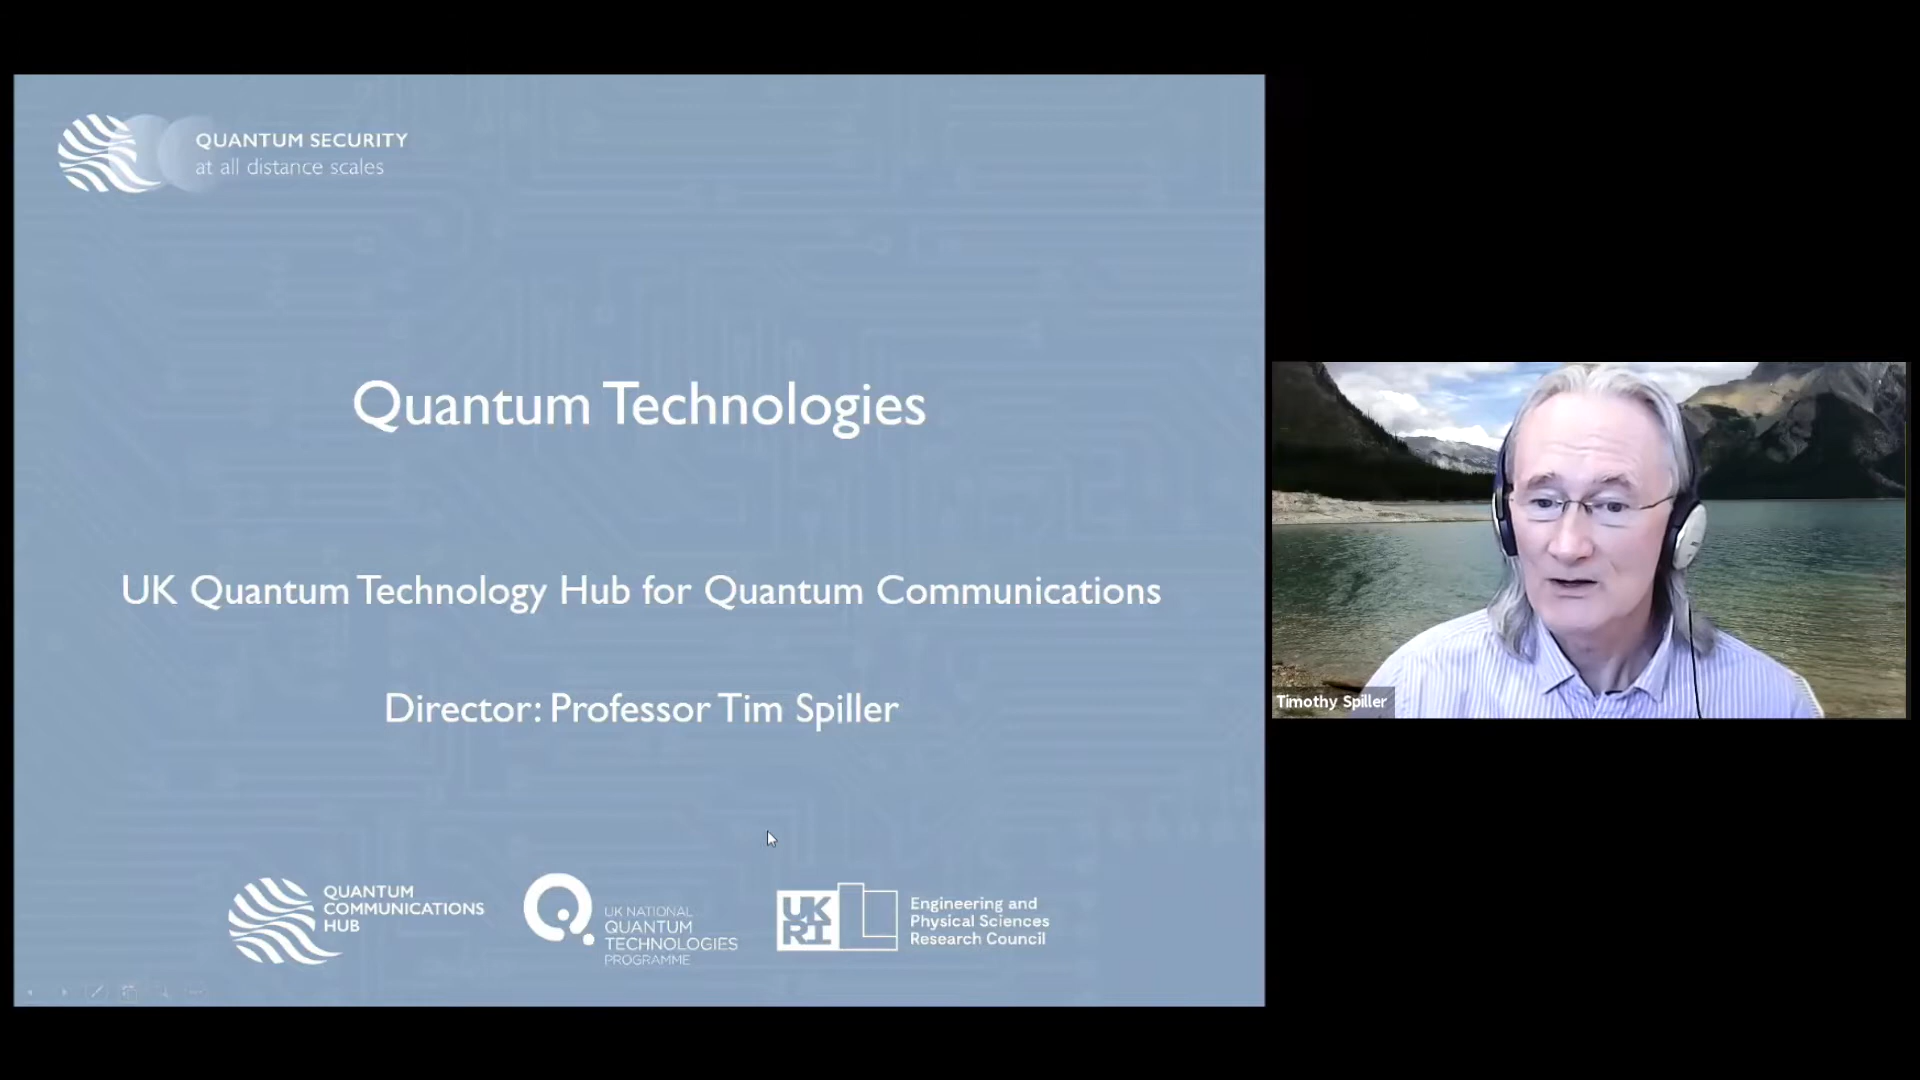 QUANTUM SECURITY
at all distance scales
Quantum Technologies
UK Quantum Technology Hub for Quantum Communications
Director: Professor Tim Spiller
Timothy Spiller
QUANTUM
COMMUNICATIONS
HUB
UK NATIONAL
QUANTUM
TECHNOLOGIES
PROGRAMME
UK
RI
Engineering and
Physical Sciences
Research Council